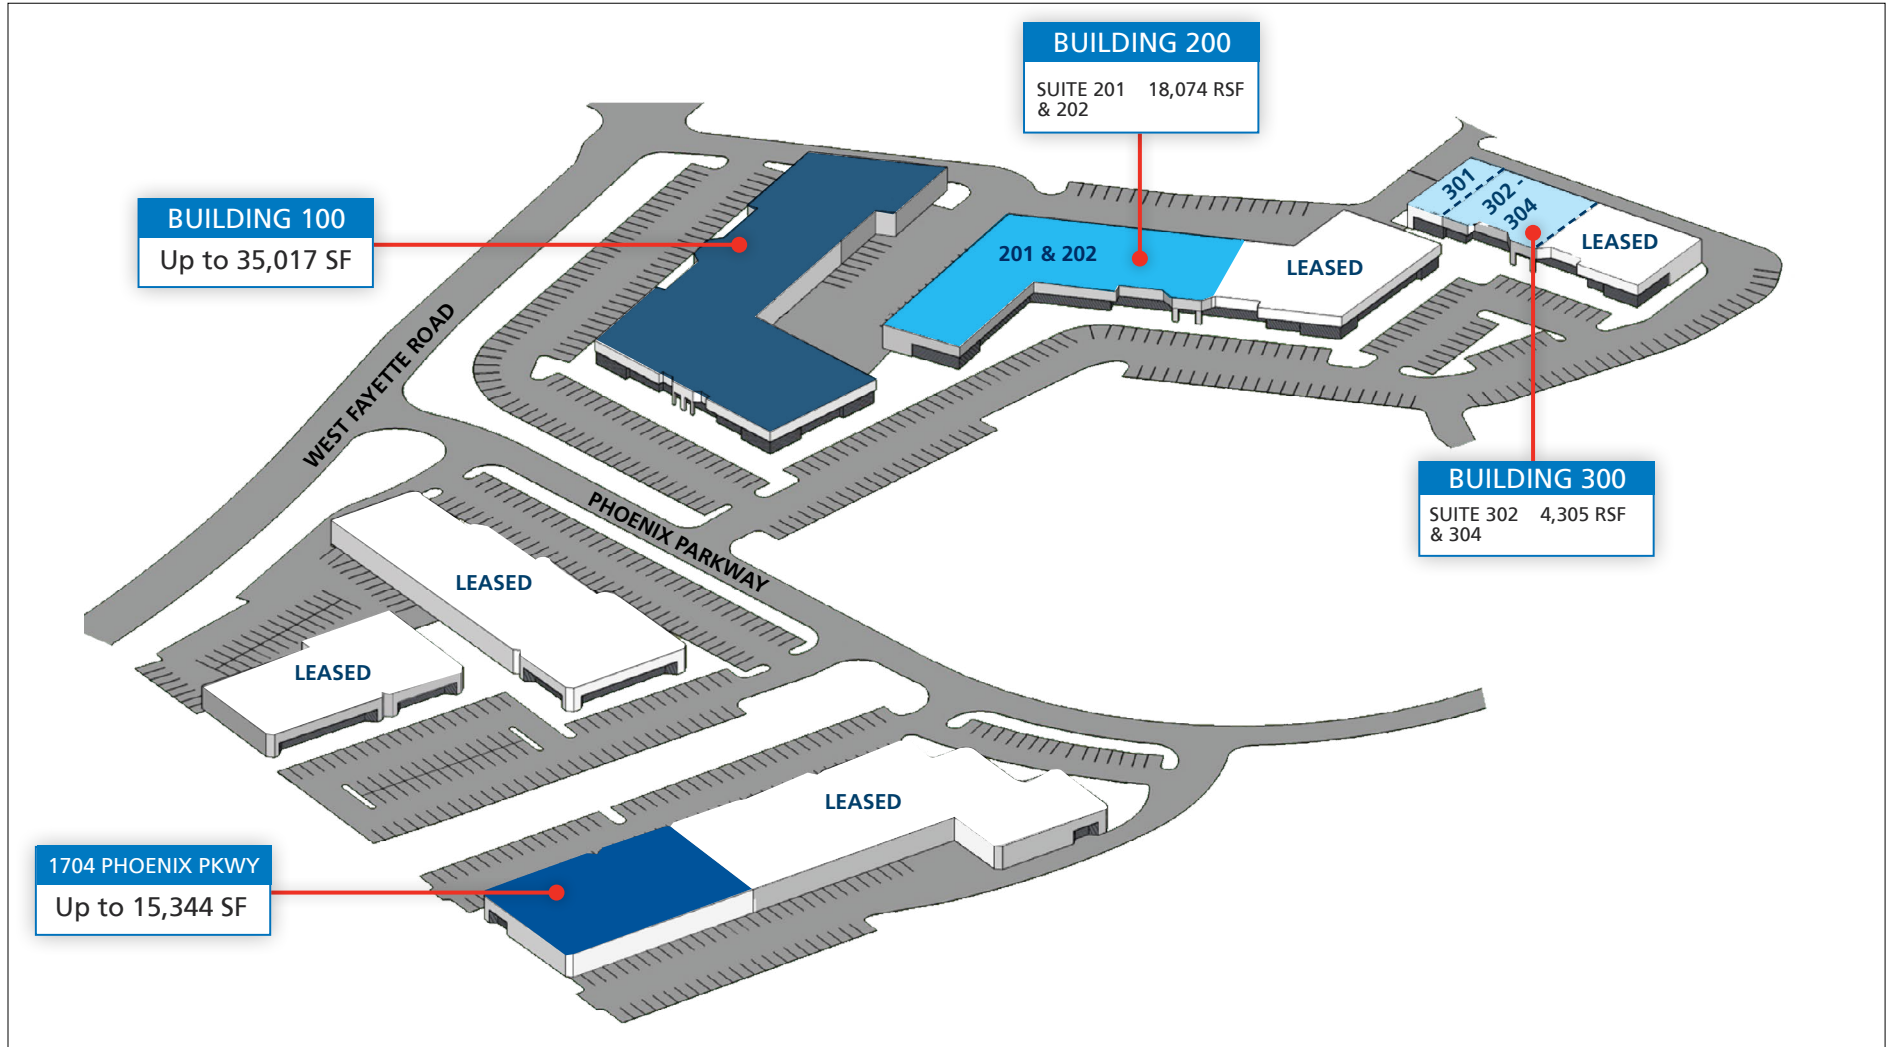 BUILDING 200
SUITE 201 18,074 RSF
& 202
BUILDING 100
Up to 35,017 SF
301
302
304
LEASED
201 & 202
LEASED
WEST FAYETTE ROAD
BUILDING 300
SUITE 302 4,305 RSF
& 304
PHOENIX PARKWAY
LEASED
LEASED
LEASED
1704 PHOENIX PKWY
Up to 15,344 SF